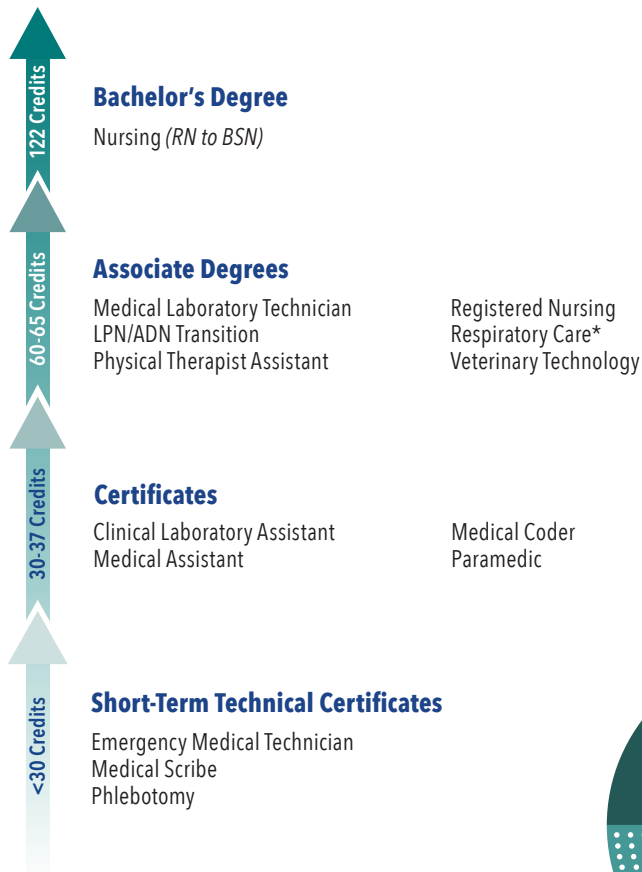 122 Credits
Bachelor’s Degree
Nursing (RN to BSN)
60-65 Credits
Associate Degrees
Medical Laboratory Technician
LPN/ADN Transition
Physical Therapist Assistant
Registered Nursing
Respiratory Care*
Veterinary Technology
30-37 Credits
Certificates
Clinical Laboratory Assistant
Medical Assistant
Medical Coder
Paramedic
<30 Credits
Short-Term Technical Certificates
Emergency Medical Technician
Medical Scribe
Phlebotomy